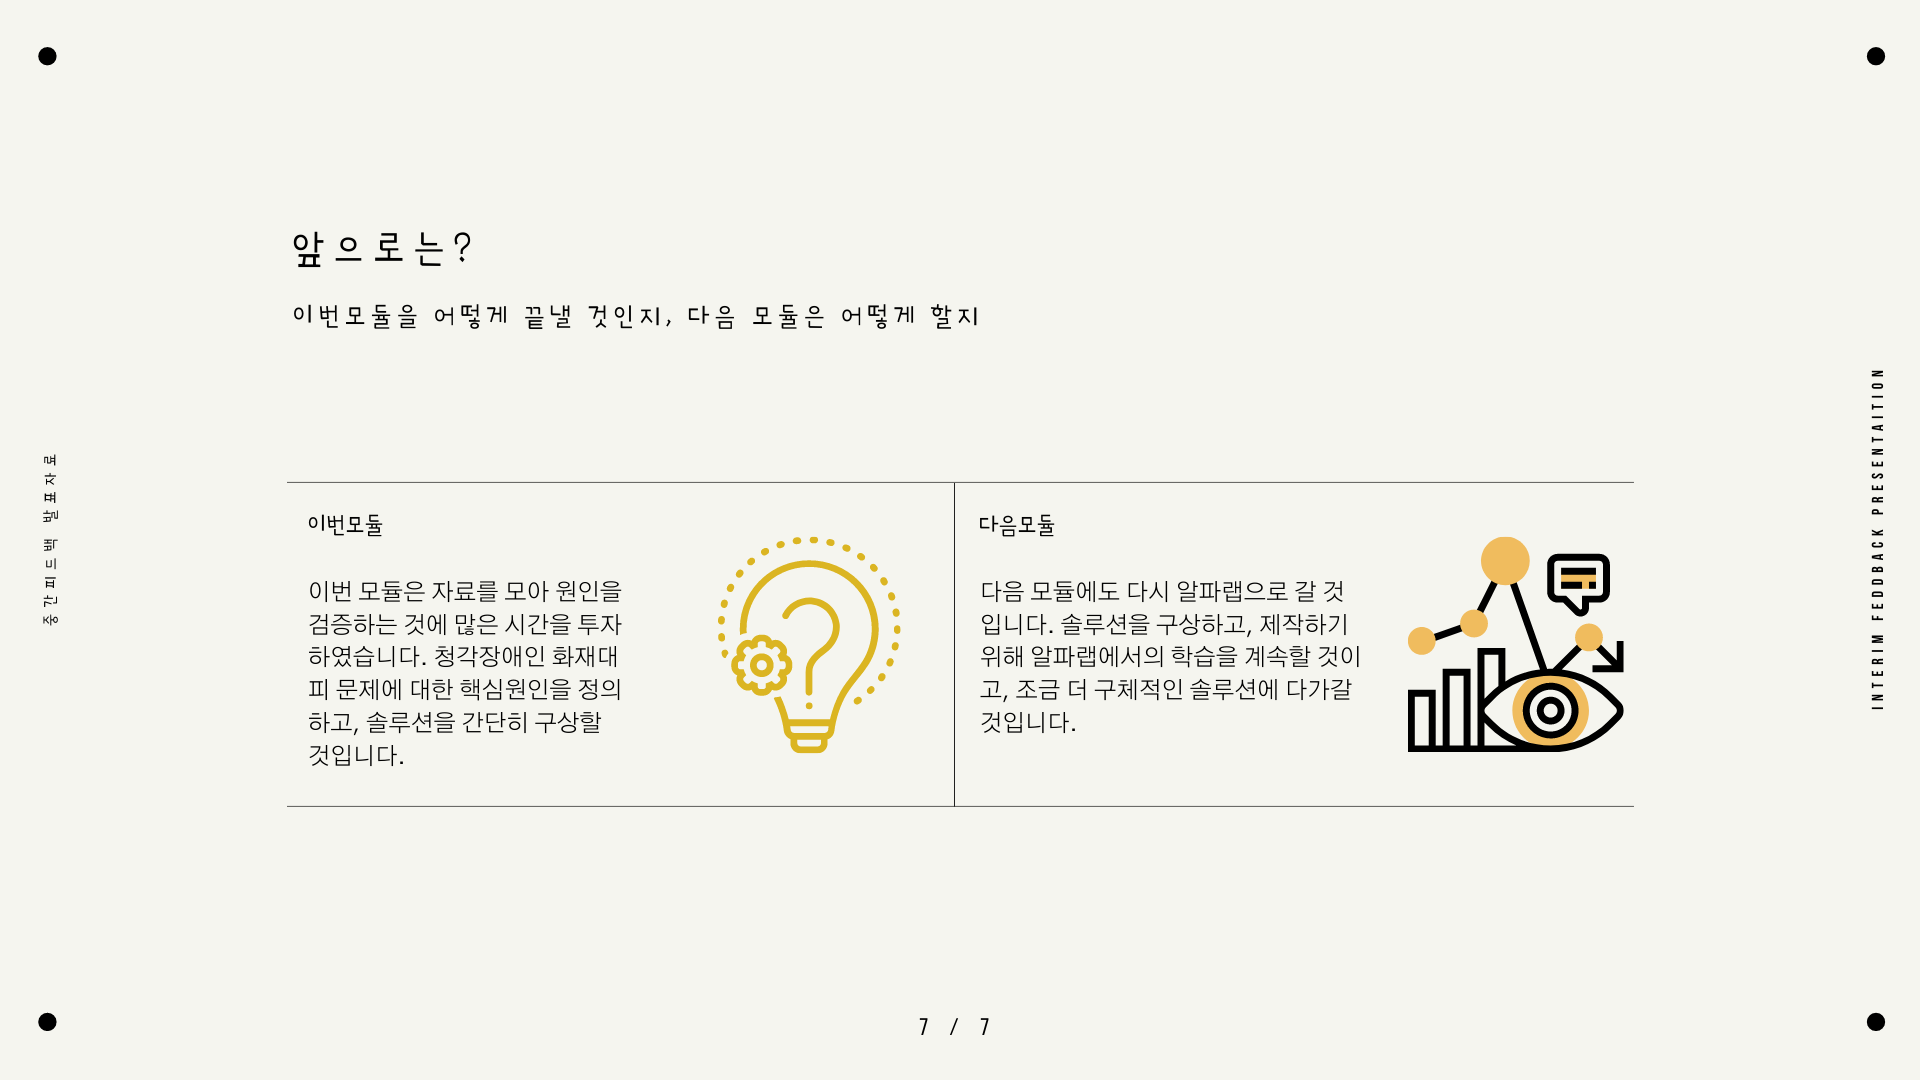 앞으로는?
이번모듈을 어떻게 끝낼 것인지, 다음 모듈은 어떻게 할지
중간피드백 발표자료
이번모듈
이번 모듈은 자료를 모아 원인을
검증하는 것에 많은 시간을 투자
하였습니다. 청각장애인 화재대
피 문제에 대한 핵심원인을 정의
하고, 솔루션을 간단히 구상할
것입니다.
다음모듈
다음 모듈에도 다시 알파랩으로 갈 것
입니다. 솔루션을 구상하고, 제작하기
위해 알파랩에서의 학습을 계속할 것이
고, 조금 더 구체적인 솔루션에 다가갈
것입니다.
INTERIM FEDDBACK PRESENTAITION
7 / 7